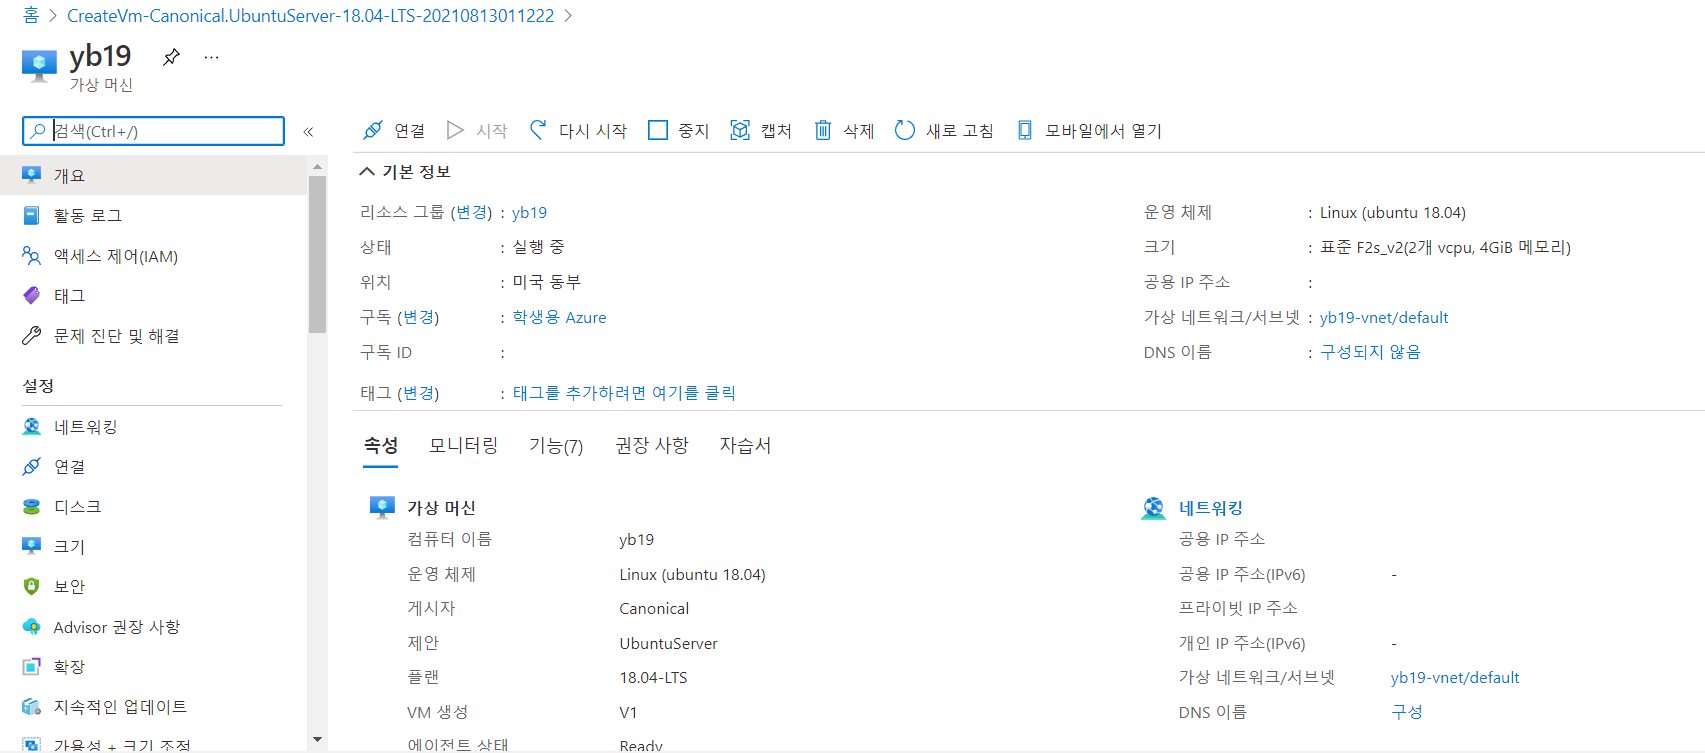 홈 > CreateVm-Canonical.UbuntuServer-18.04-LTS-20210813011222 >
yb19
가상 머신
검색(Ctrl+/)
«
연결 시작 다시 시작 중지 캡처 삭제 새로 고침 모바일에서 열기
개요
활동 로그
액세스 제어(IAM)
태그
문제 진단 및 해결
설정
네트워킹
연결
디스크
크기
보안
Advisor 권장 사항
확장
지속적인 업데이트
가용성 + 크기 조정
기본 정보
리소스 그룹 (변경) : yb19
상태 : 실행 중
위치 : 미국 동부
구독 (변경) : 학생용 Azure
구독 ID :
태그 (변경) : 태그를 추가하려면 여기를 클릭
운영 체제 : Linux (ubuntu 18.04)
크기 : 표준 F2s_v2(2개 vcpu, 4GiB 메모리)
공용 IP 주소 :
가상 네트워크/서브넷 : yb19-vnet/default
DNS 이름 : 구성되지 않음
속성 모니터링 기능(7) 권장 사항 자습서
가상 머신
컴퓨터 이름 yb19
운영 체제 Linux (ubuntu 18.04)
게시자 Canonical
제안 UbuntuServer
플랜 18.04-LTS
VM 생성 V1
에이전트 상태 Ready
네트워킹
공용 IP 주소
공용 IP 주소(IPv6) -
프라이빗 IP 주소
개인 IP 주소(IPv6) -
가상 네트워크/서브넷 yb19-vnet/default
DNS 이름 구성